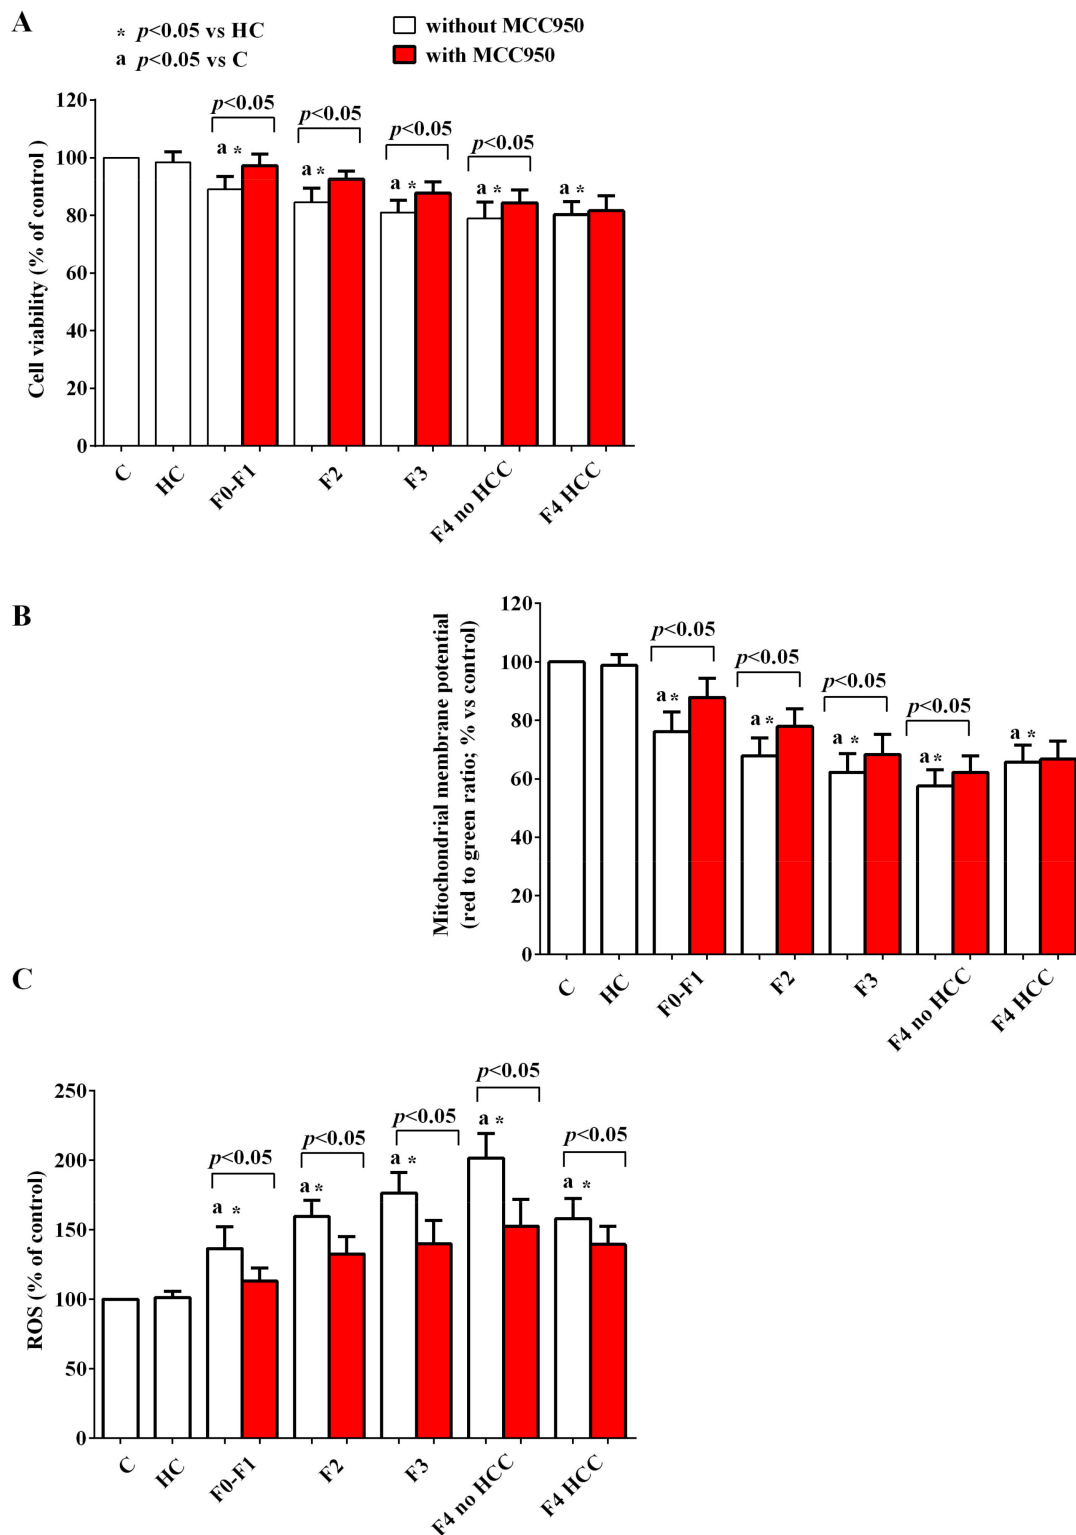 A
* p<0.05 vs HC
a p<0.05 vs C
without MCC950
with MCC950
Cell viability (% of control )
120
100
80
60
40
20
0
p<0.05
p<0.05
p<0.05
p<0.05
a *
a *
a *
a *
a *
C
HC
F0-F1
F2
F3
F4 no HCC
F4 HCC
B
Mitochondrial membrane potential
(red to green ratio; % vs control)
120
100
80
60
40
20
0
p<0.05
p<0.05
p<0.05
p<0.05
a *
a *
a *
a *
a *
C
HC
F0-F1
F2
F3
F4 no HCC
F4 HCC
C
ROS (% of control)
250
200
150
100
50
0
p<0.05
p<0.05
p<0.05
p<0.05
p<0.05
a *
a *
a *
a *
a *
C
HC
F0-F1
F2
F3
F4 no HCC
F4 HCC